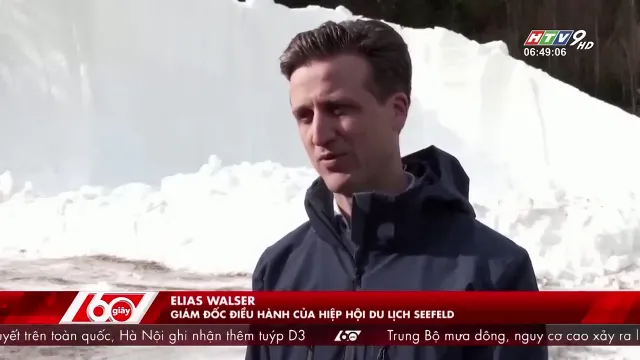 HTV9 HD
06:49:06
ELIAS WALSER
60 giây
GIÁM ĐỐC ĐIỀU HÀNH CỦA HIỆP HỘI DU LỊCH SEEFELD
yết trên toàn quốc, Hà Nội ghi nhận thêm tuýp D3 60 Trung Bộ mưa dông, nguy cơ cao xảy ra l